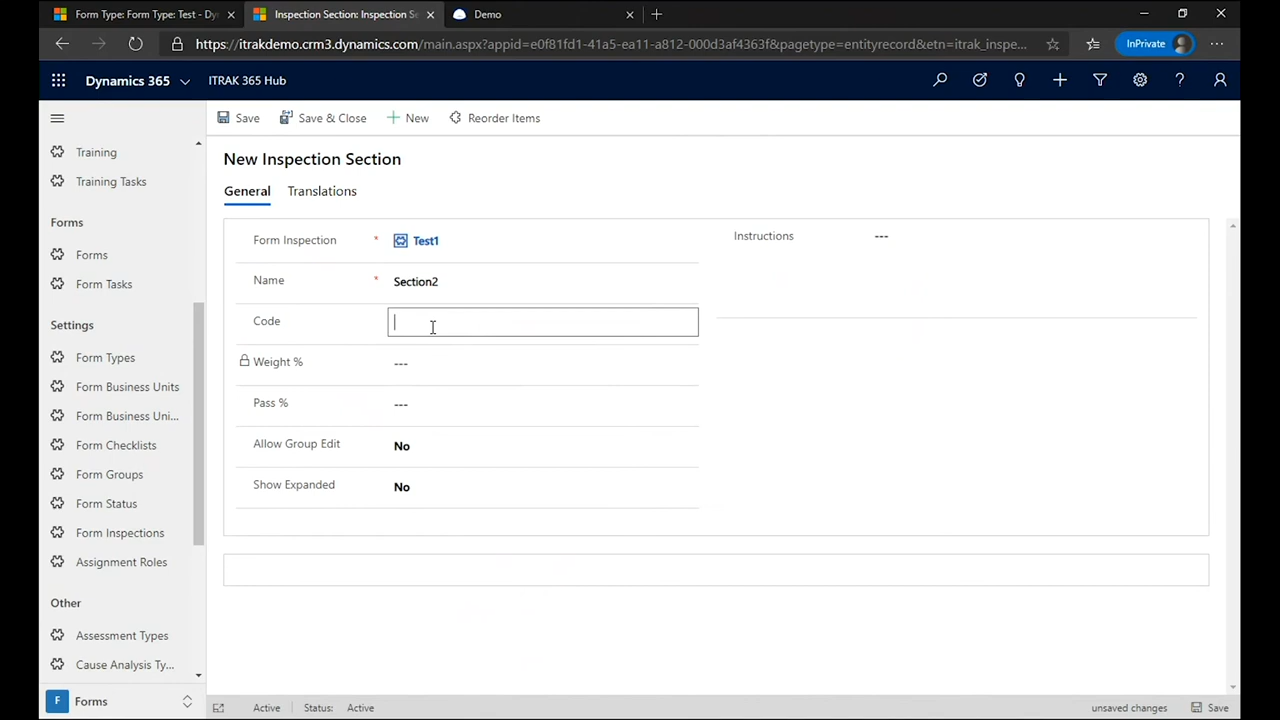 Form Type: Form Type: Test - Dy
Inspection Section: Inspection Se
Demo
https://itrakdemo.crm3.dynamics.com/main.aspx?appid=e0f81fd1-41a5-ea11-a812-000d3af4363f&pagetype=entityrecord&etn=itrak_inspe...
InPrivate
Dynamics 365
ITRAK 365 Hub
Training
Training Tasks
Forms
Forms
Form Tasks
Settings
Form Types
Form Business Units
Form Business Uni...
Form Checklists
Form Groups
Form Status
Form Inspections
Assignment Roles
Other
Assessment Types
Cause Analysis Ty...
F Forms
Save
Save & Close
New
Reorder Items
New Inspection Section
General
Translations
Form Inspection * Test1
Name * Section2
Code
Weight % ---
Pass % ---
Allow Group Edit No
Show Expanded No
Instructions ---
Active
Status: Active
unsaved changes
Save